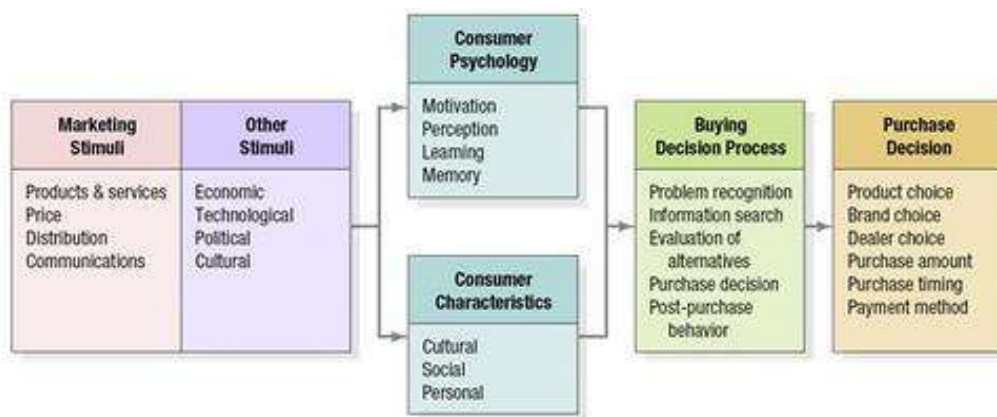 Marketing
Stimuli
Products & services
Price
Distribution
Communications
Other
Stimuli
Economic
Technological
Political
Cultural
Consumer
Psychology
Motivation
Perception
Learning
Memory
Consumer
Characteristics
Cultural
Social
Personal
Buying
Decision Process
Problem recognition
Information search
Evaluation of
alternatives
Purchase decision
Post-purchase
behavior
Purchase
Decision
Product choice
Brand choice
Dealer choice
Purchase amount
Purchase timing
Payment method